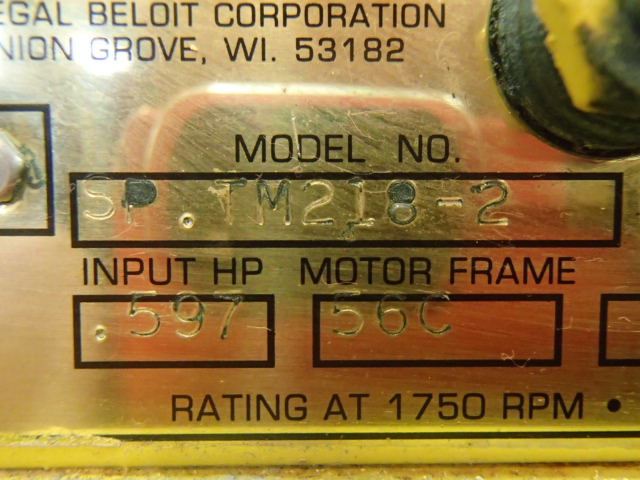 EGAL BELOIT CORPORATION
NION GROVE, WI. 53182
MODEL NO.
SP.TM218-2
INPUT HP MOTOR FRAME
.597 56C
RATING AT 1750 RPM •